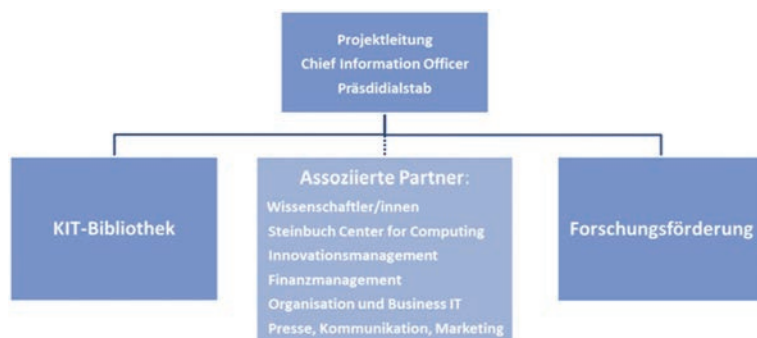 Projektleitung
Chief Information Officer
Präsdidialstab
KIT-Bibliothek
Assoziierte Partner:
Wissenschaftler/innen
Steinbuch Center for Computing
Innovationsmanagement
Finanzmanagement
Organisation und Business IT
Presse, Kommunikation, Marketing
Forschungsförderung